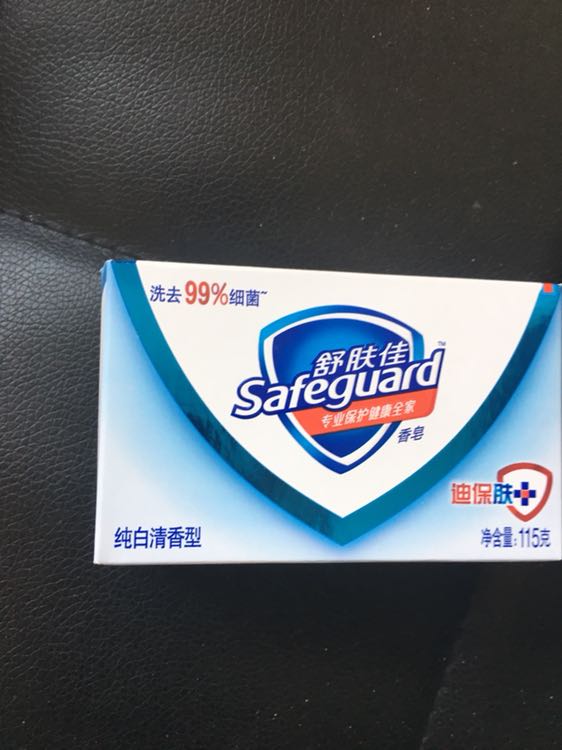 洗去99%细菌~
舒肤佳
Safeguard™
专业保护健康全家
香皂
迪保肤
纯白清香型
净含量:115克